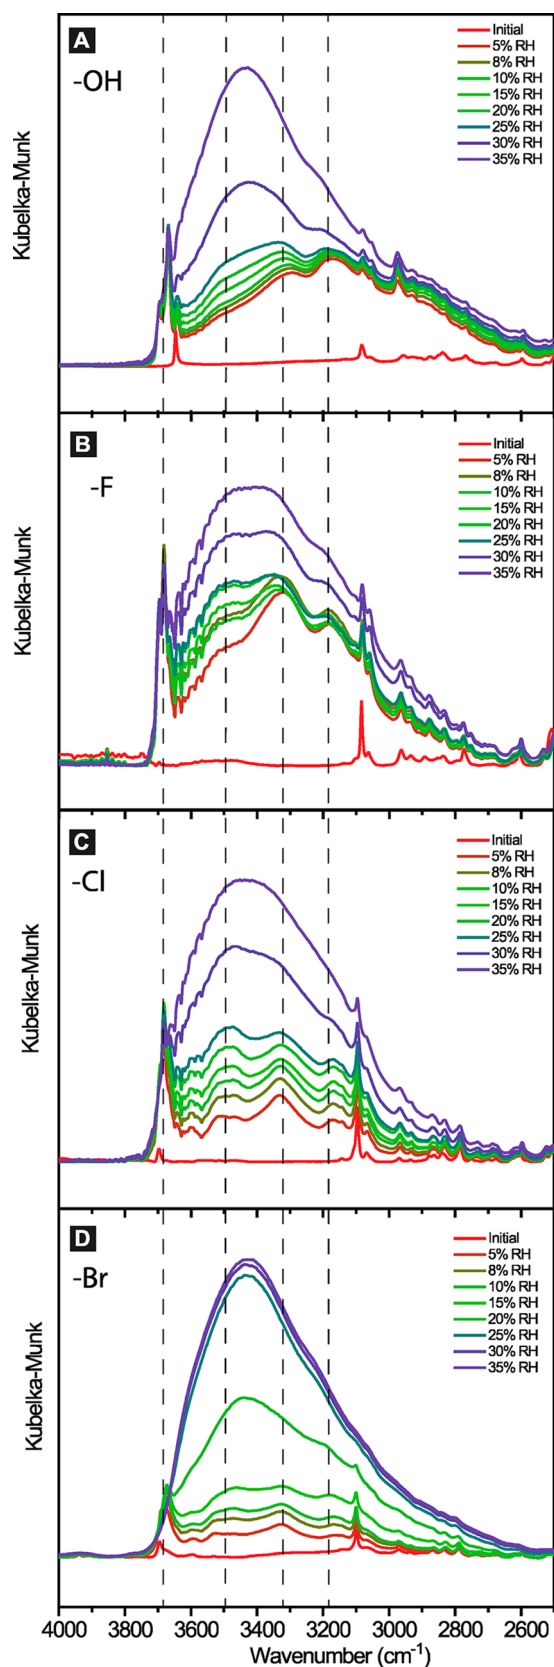 A
-OH
Kubelka-Munk
Initial
5% RH
8% RH
10% RH
15% RH
20% RH
25% RH
30% RH
35% RH
B
-F
Kubelka-Munk
Initial
5% RH
8% RH
10% RH
15% RH
20% RH
25% RH
30% RH
35% RH
C
-Cl
Kubelka-Munk
Initial
5% RH
8% RH
10% RH
15% RH
20% RH
25% RH
30% RH
35% RH
D
-Br
Kubelka-Munk
Initial
5% RH
8% RH
10% RH
15% RH
20% RH
25% RH
30% RH
35% RH
4000 3800 3600 3400 3200 3000 2800 2600
Wavenumber (cm⁻¹)